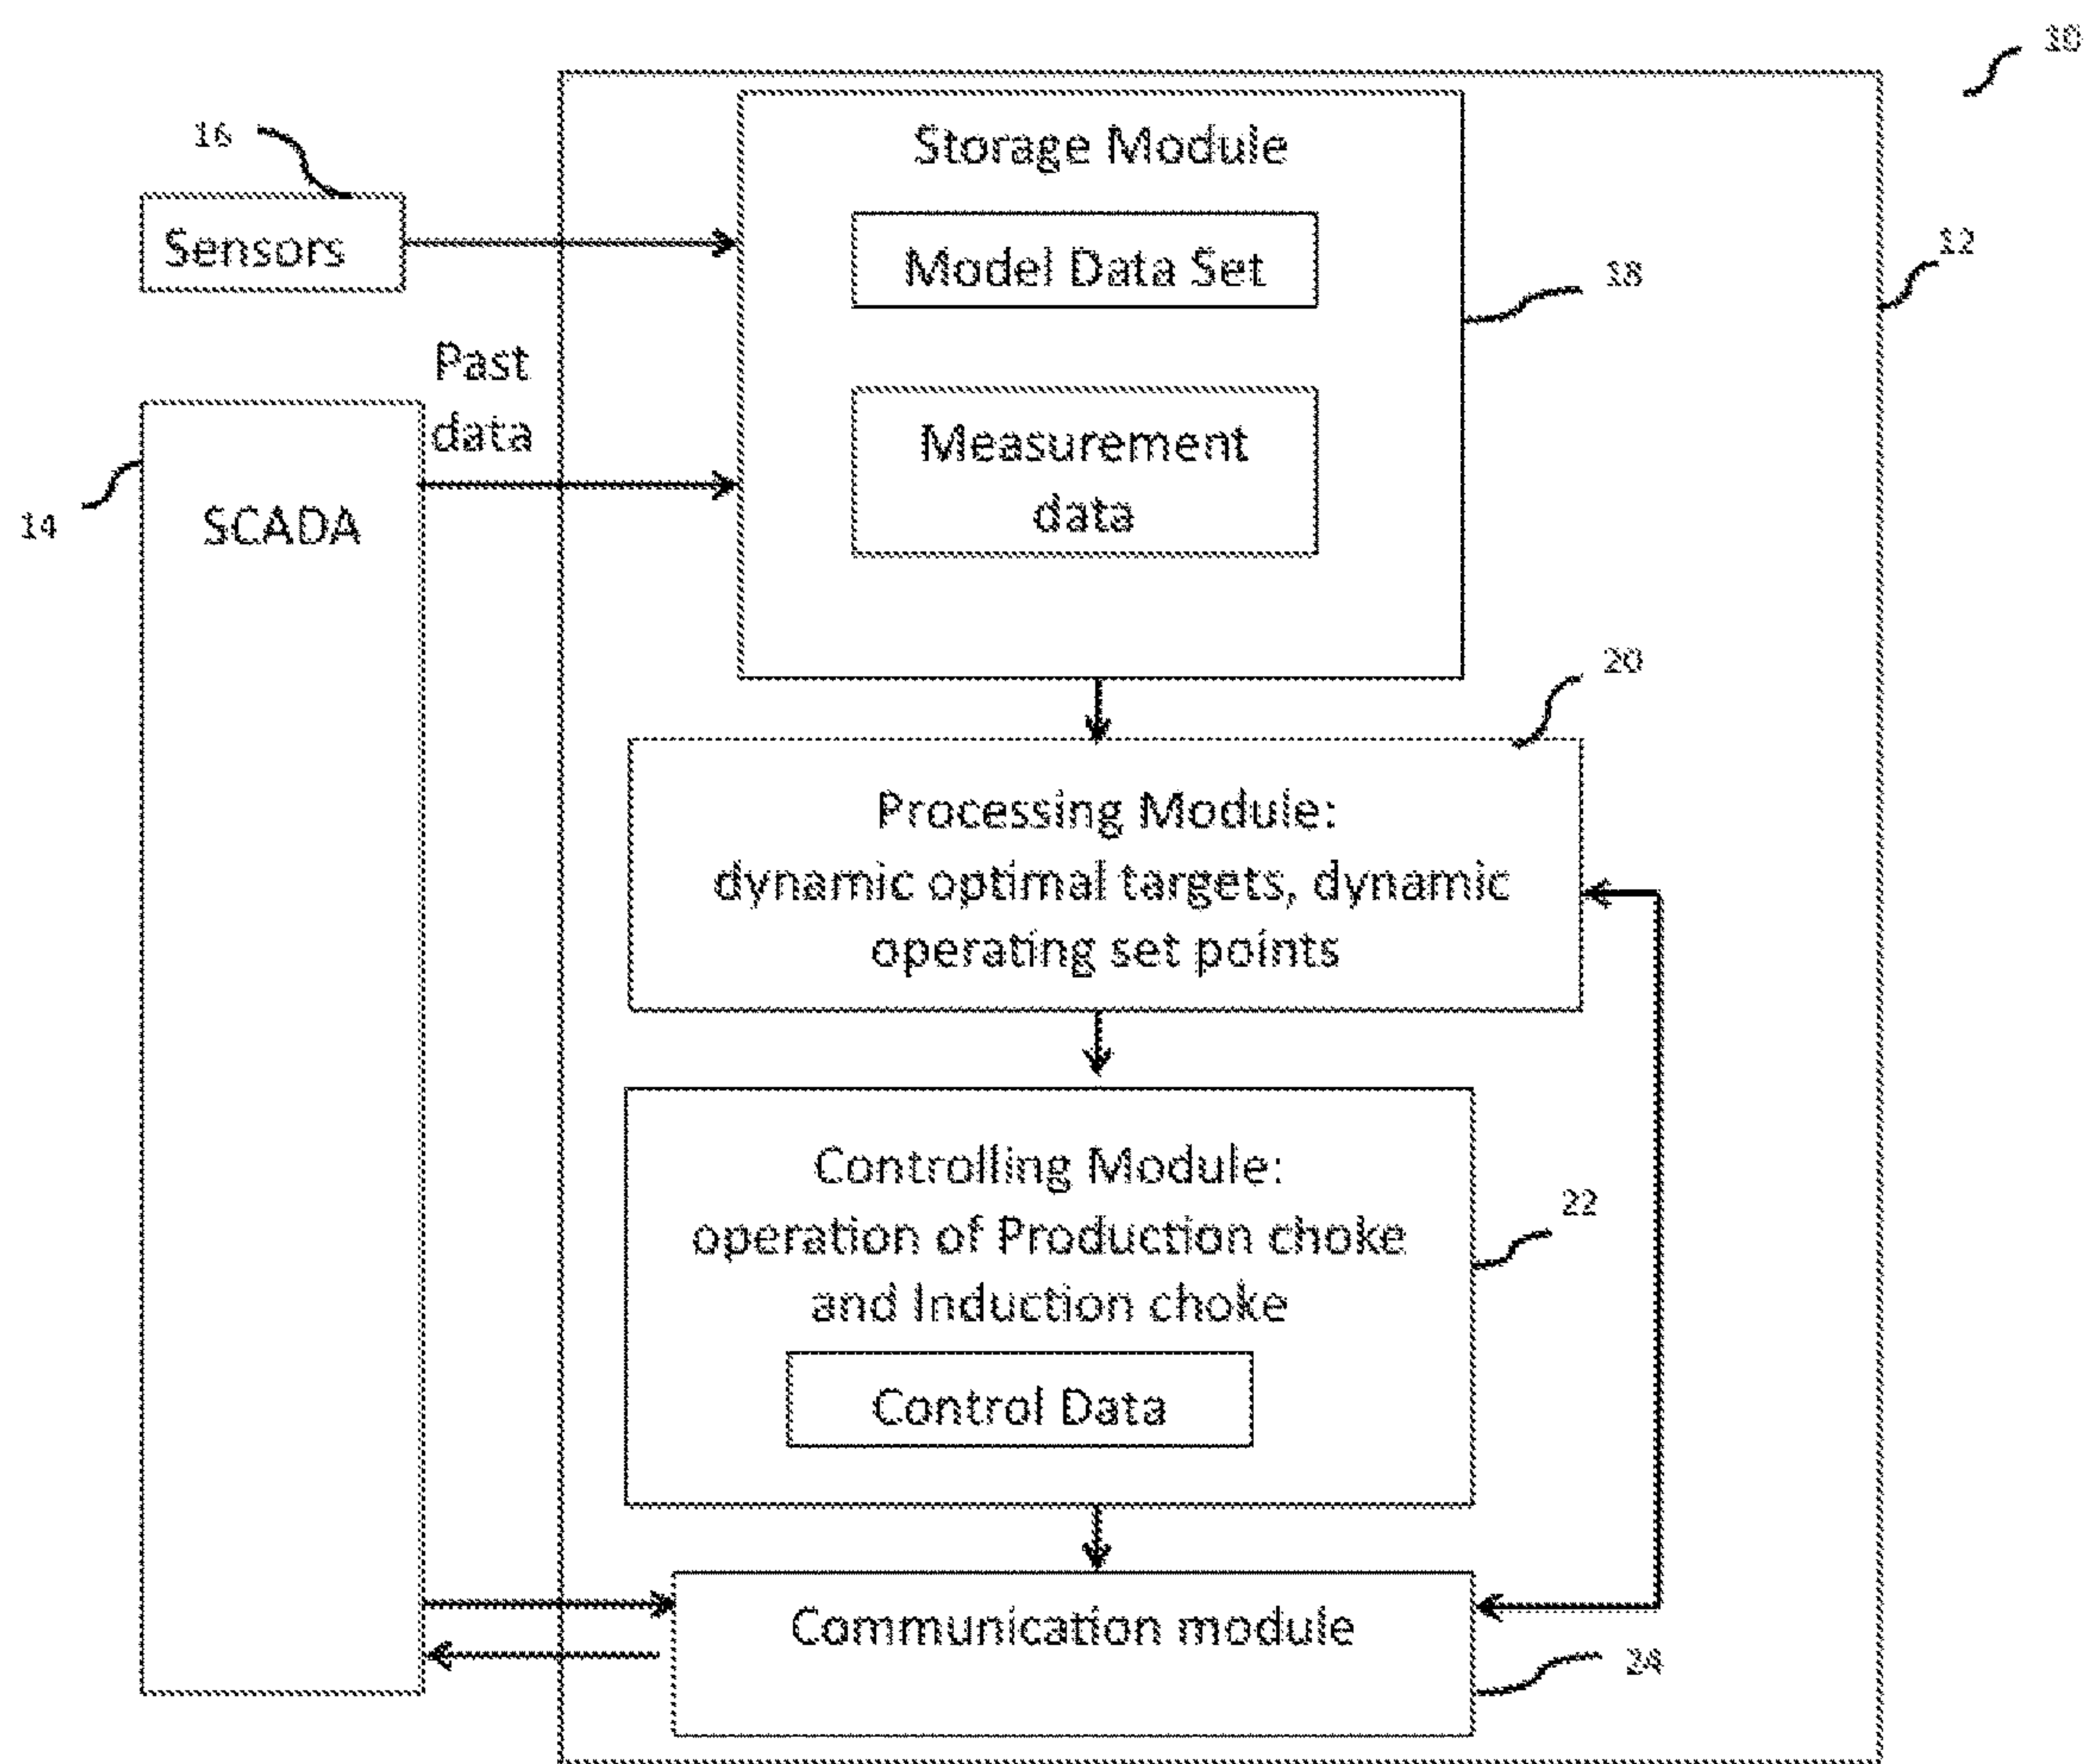 10
16
Storage Module
Sensors
Model Data Set
12
18
Past
data
Measurement
data
14
SCADA
20
Processing Module:
dynamic optimal targets, dynamic
operating set points
Controlling Module:
operation of Production choke
and Induction choke
22
Control Data
Communication module
24